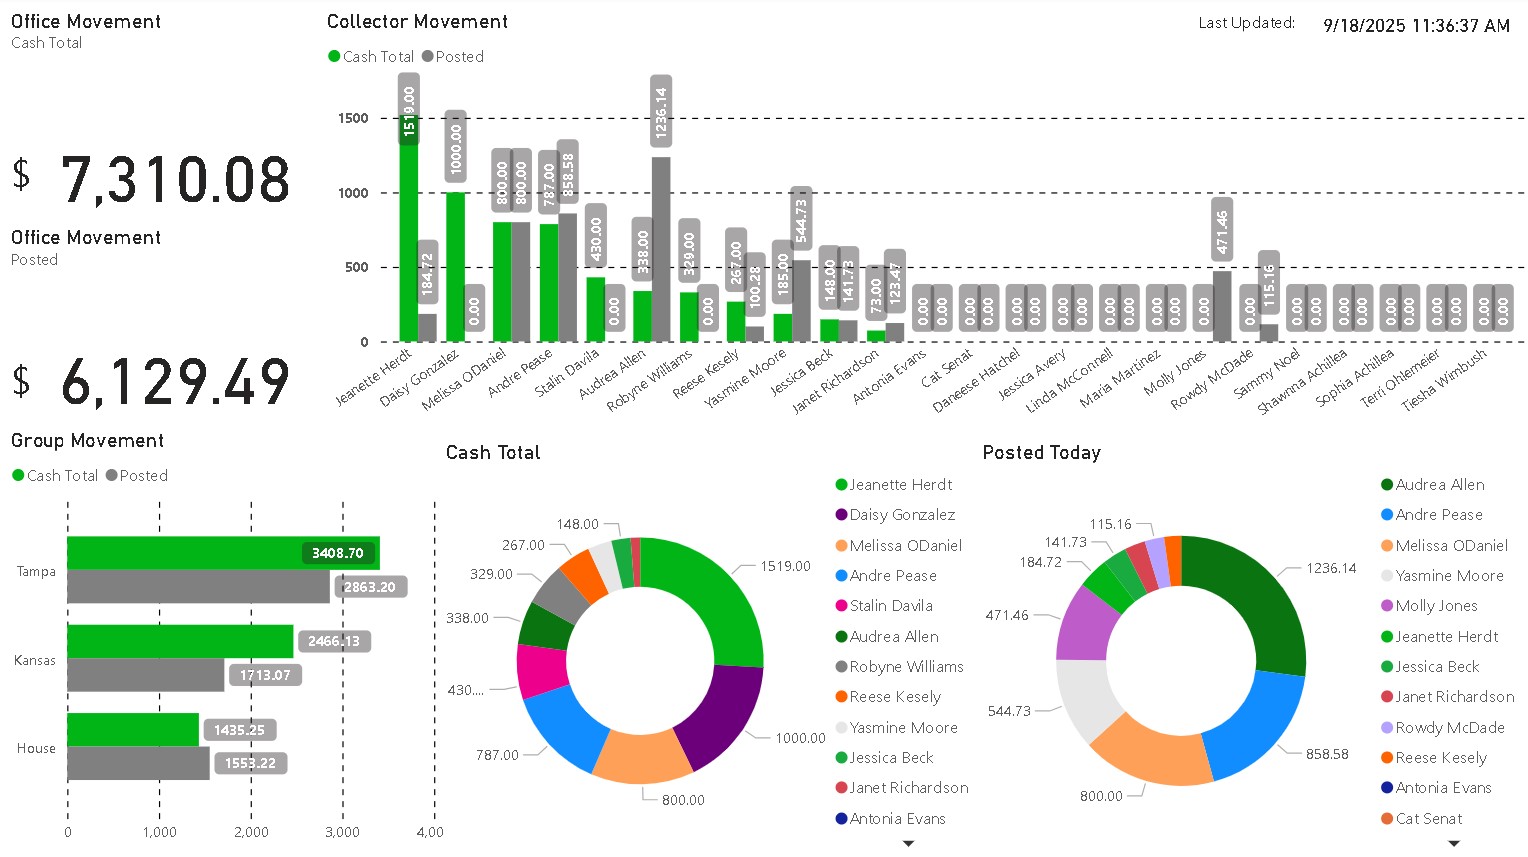 Office Movement
Cash Total
$ 7,310.08
Office Movement
Posted
$ 6,129.49
Collector Movement
Cash Total Posted
Last Updated: 9/18/2025 11:36:37 AM
1500
1000
500
0
1519.00
184.72
1000.00
0.00
800.00
800.00
787.00
858.58
430.00
0.00
338.00
1236.14
329.00
0.00
267.00
100.28
185.00
544.73
148.00
141.73
73.00
123.47
0.00
0.00
0.00
0.00
0.00
0.00
0.00
0.00
0.00
0.00
0.00
0.00
0.00
471.46
0.00
115.16
0.00
0.00
0.00
0.00
0.00
0.00
0.00
0.00
0.00
0.00
Jeanette Herdt
Daisy Gonzalez
Melissa ODaniel
Andre Pease
Stalin Davila
Audrea Allen
Robyne Williams
Reese Kesely
Yasmine Moore
Jessica Beck
Janet Richardson
Antonia Evans
Cat Senat
Daneese Hatchel
Jessica Avery
Linda McConnell
Maria Martinez
Molly Jones
Rowdy McDade
Sammy Noel
Shawna Achillea
Sophia Achillea
Terri Ohlemeier
Tiesha Wimbush
Group Movement
Cash Total Posted
Tampa
3408.70
2863.20
Kansas
2466.13
1713.07
House
1435.25
1553.22
0 1,000 2,000 3,000 4,00
Cash Total
1519.00
1000.00
800.00
787.00
430....
338.00
329.00
267.00
148.00
Jeanette Herdt
Daisy Gonzalez
Melissa ODaniel
Andre Pease
Stalin Davila
Audrea Allen
Robyne Williams
Reese Kesely
Yasmine Moore
Jessica Beck
Janet Richardson
Antonia Evans
Posted Today
1236.14
858.58
800.00
544.73
471.46
184.72
141.73
115.16
Audrea Allen
Andre Pease
Melissa ODaniel
Yasmine Moore
Molly Jones
Jeanette Herdt
Jessica Beck
Janet Richardson
Rowdy McDade
Reese Kesely
Antonia Evans
Cat Senat